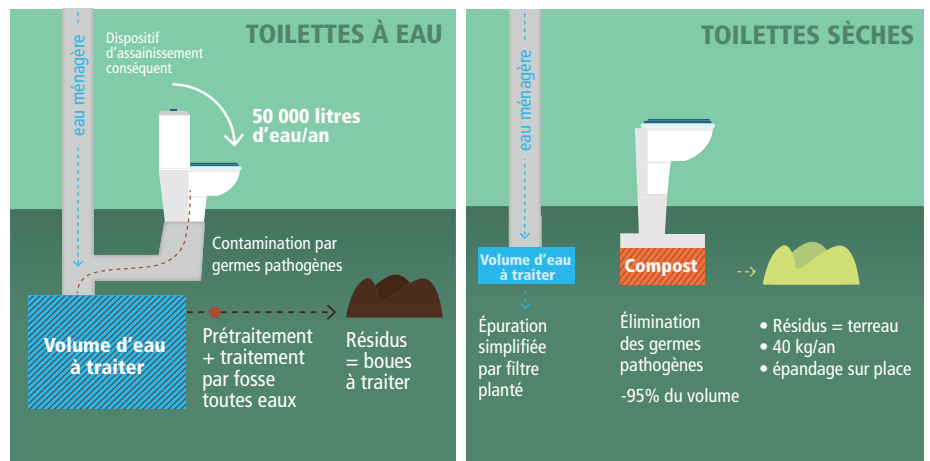 TOILETTES À EAU
Dispositif
d'assainissement
conséquent
eau ménagère
50 000 litres
d'eau/an
Contamination par
germes pathogènes
Volume d'eau
à traiter
Prétraitement
+ traitement
par fosse
toutes eaux
Résidus
= boues
à traiter
TOILETTES SÈCHES
eau ménagère
Volume d'eau
à traiter
Compost
Épuration
simplifiée
par filtre
planté
Élimination
des germes
pathogènes
-95% du volume
• Résidus = terreau
• 40 kg/an
• épandage sur place